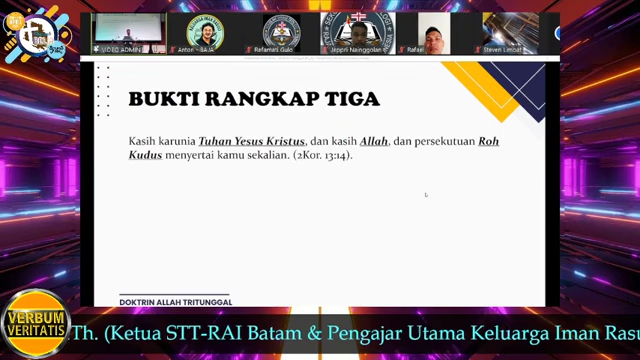 VIDEO ADMIN
Anton - BAJA
Refamati Gulo
Jeppri Nainggolan
Rafael
Steven Limbat
BUKTI RANGKAP TIGA
Kasih karunia Tuhan Yesus Kristus, dan kasih Allah, dan persekutuan Roh
Kudus menyertai kamu sekalian. (2Kor. 13:14).
DOKTRIN ALLAH TRITUNGGAL
VERBUM
VERITATIS
Th. (Ketua STT-RAI Batam & Pengajar Utama Keluarga Iman Rasu